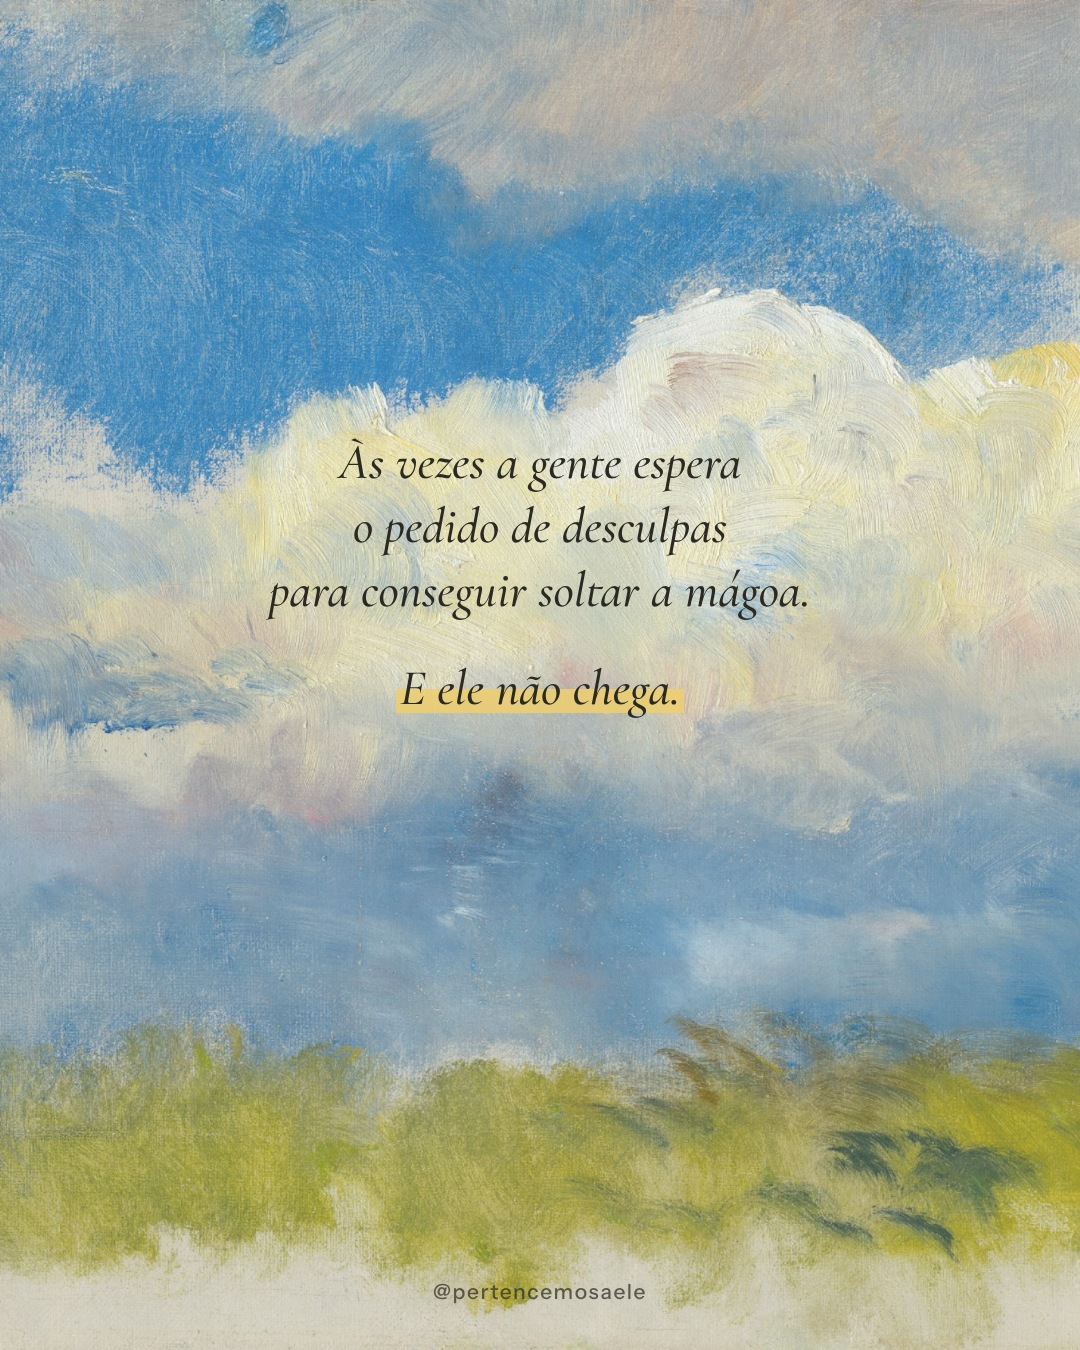 Às vezes a gente espera
o pedido de desculpas
para conseguir soltar a mágoa.
E ele não chega.
@pertencemosaele